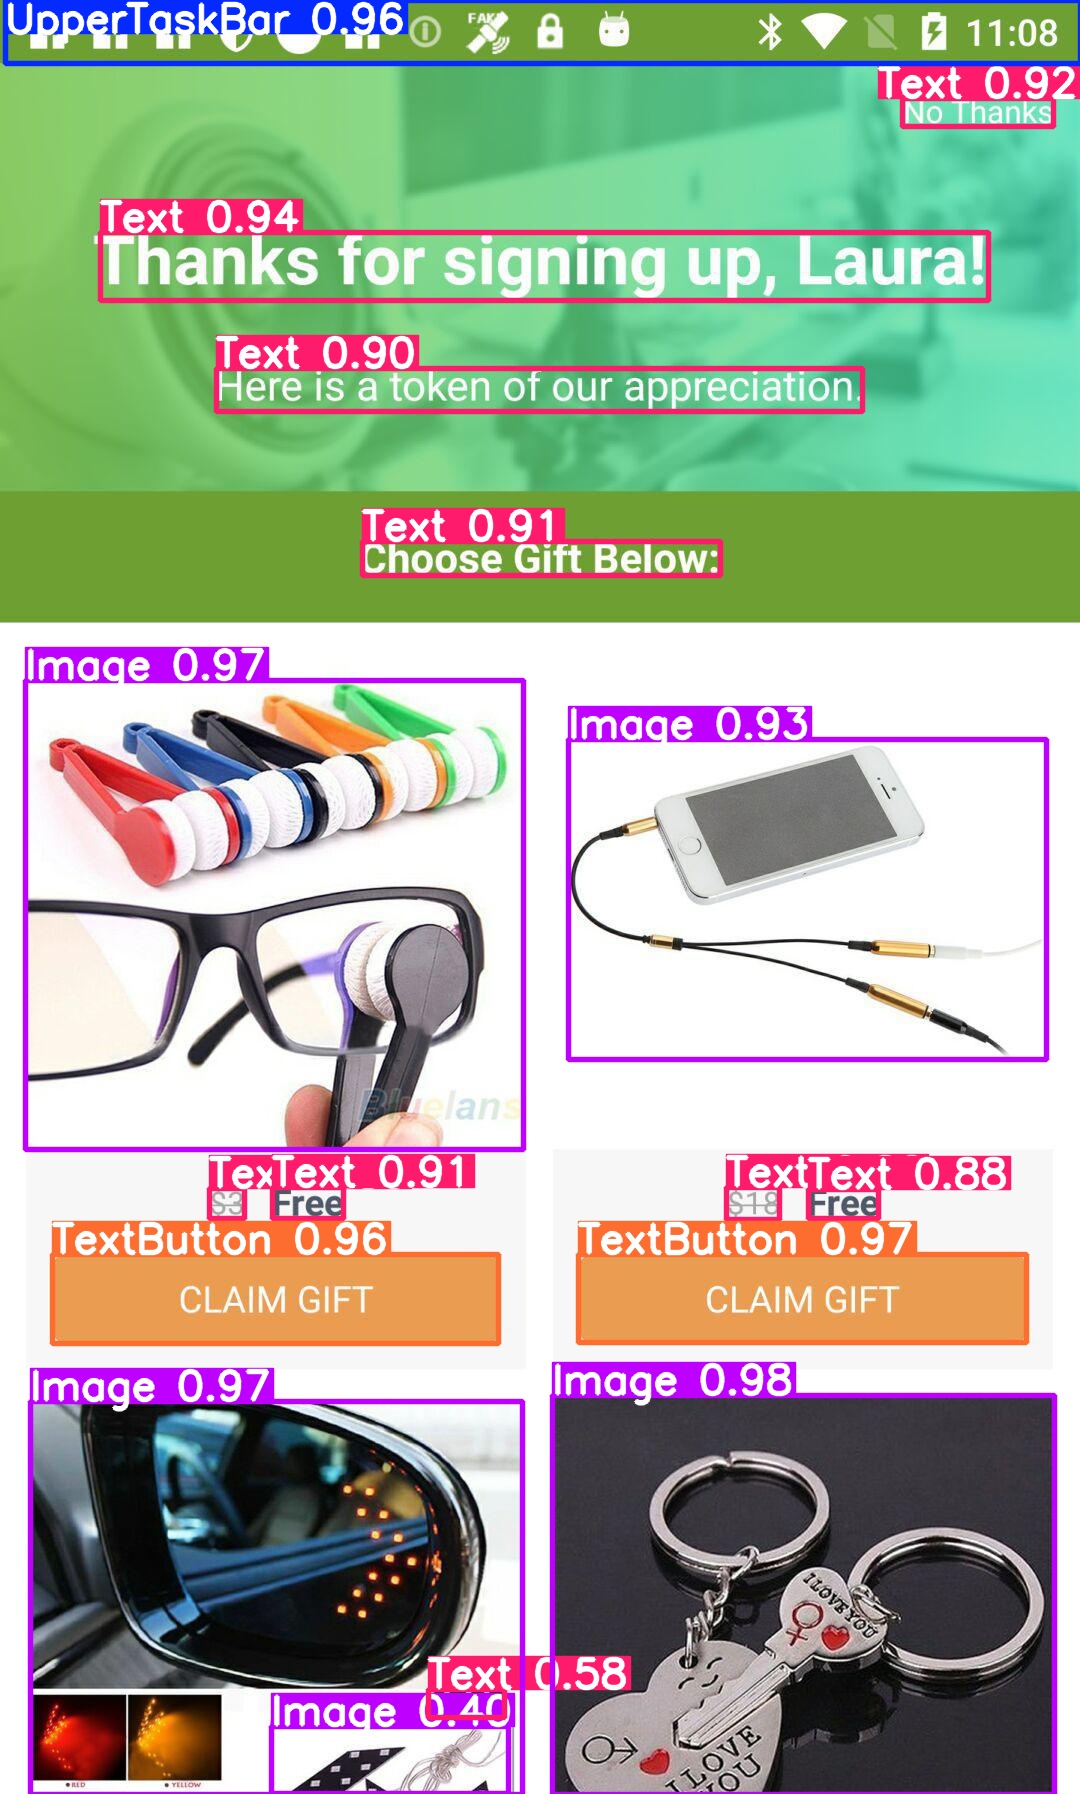 UpperTaskBar 0.96
FAKE
11:08
Text 0.92
No Thanks
Text 0.94
Thanks for signing up, Laura!
Text 0.90
Here is a token of our appreciation.
Text 0.91
Choose Gift Below:
Image 0.97
Image 0.93
Bluelans
Text 0.91
Text 0.88
$3 Free
$18 Free
TextButton 0.96
TextButton 0.97
CLAIM GIFT
CLAIM GIFT
Image 0.97
Image 0.98
I LOVE YOU
Text 0.58
Image 0.40
I LOVE
YOU
RED
YELLOW